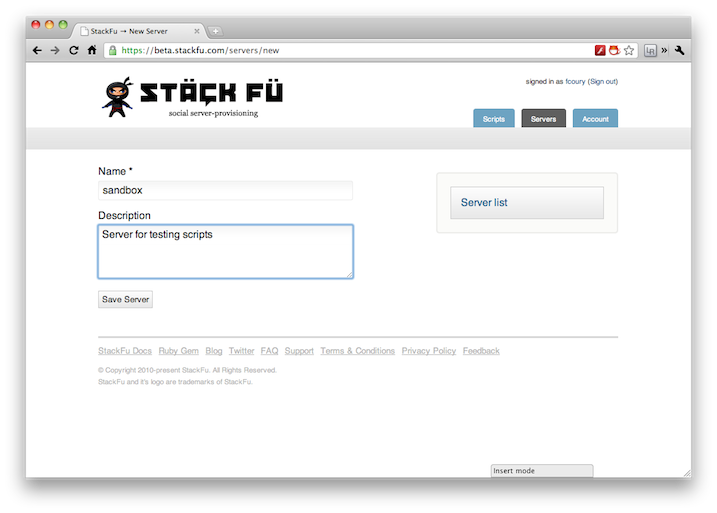 StackFu → New Server
https://beta.stackfu.com/servers/new
LR
STÄÇK FÜ
social server-provisioning
signed in as fcoury (Sign out)
Scripts Servers Account
Name *
sandbox
Server list
Description
Server for testing scripts
Save Server
StackFu Docs Ruby Gem Blog Twitter FAQ Support Terms & Conditions Privacy Policy Feedback
© Copyright 2010-present StackFu. All Rights Reserved.
StackFu and it's logo are trademarks of StackFu.
Insert mode